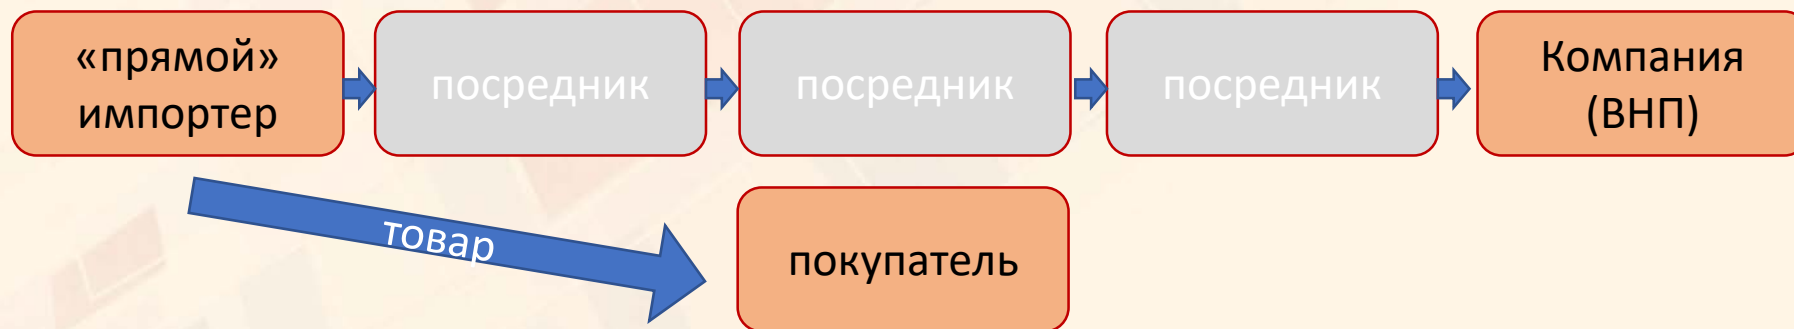 «прямой»
импортер
посредник
посредник
посредник
Компания
(ВНП)
товар
покупатель